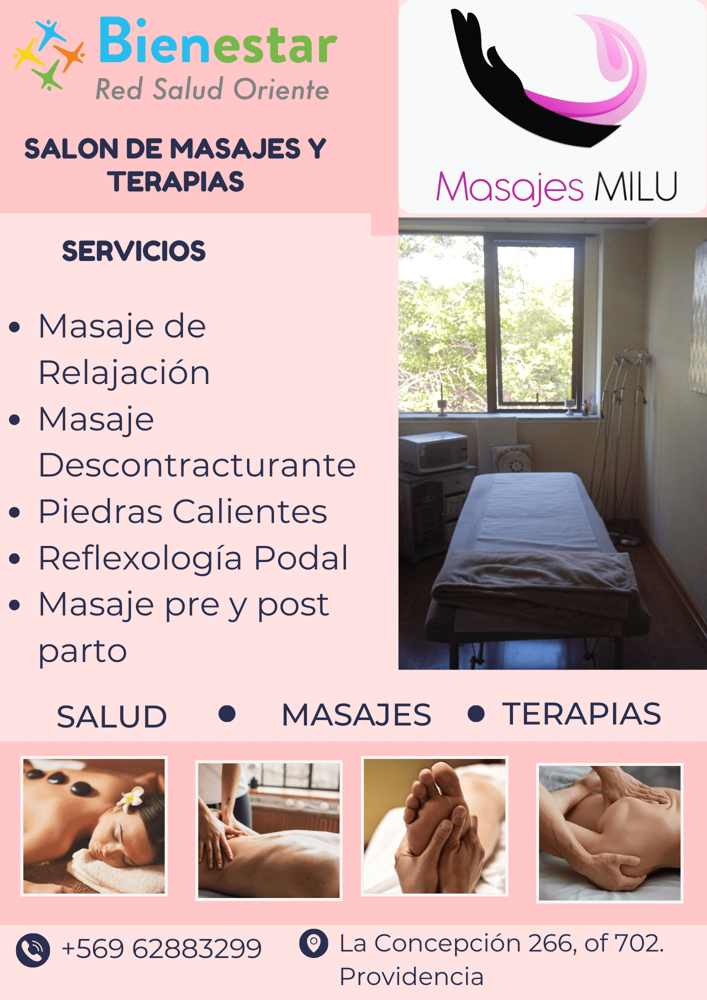 Bienestar
Red Salud Oriente
SALON DE MASAJES Y
TERAPIAS
Masajes MILU
SERVICIOS
• Masaje de
Relajación
• Masaje
Descontracturante
• Piedras Calientes
• Reflexología Podal
• Masaje pre y post
parto
SALUD • MASAJES • TERAPIAS
+569 62883299
La Concepción 266, of 702.
Providencia